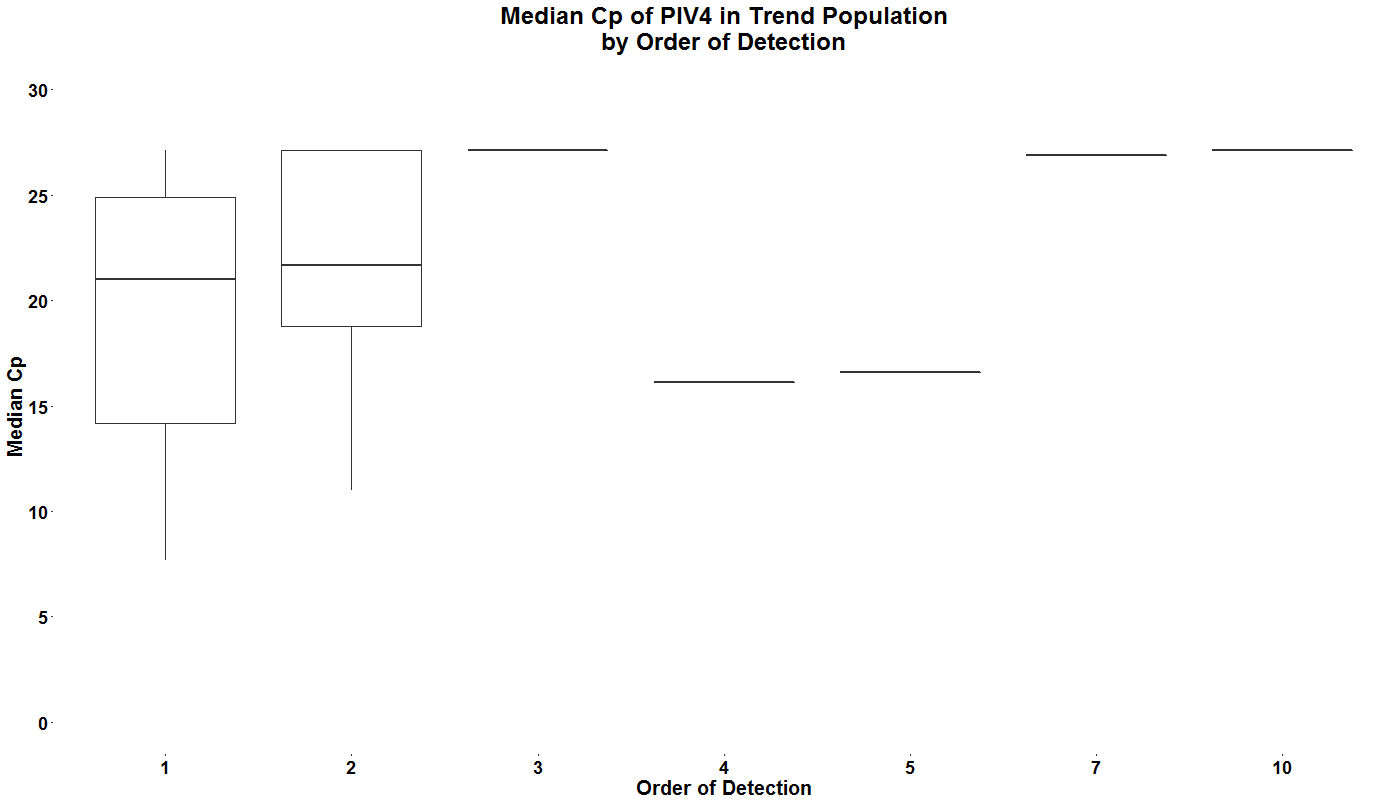 Median Cp of PIV4 in Trend Population
by Order of Detection
30
25
20
15
10
5
0
Median Cp
1 2 3 4 5 7 10
Order of Detection